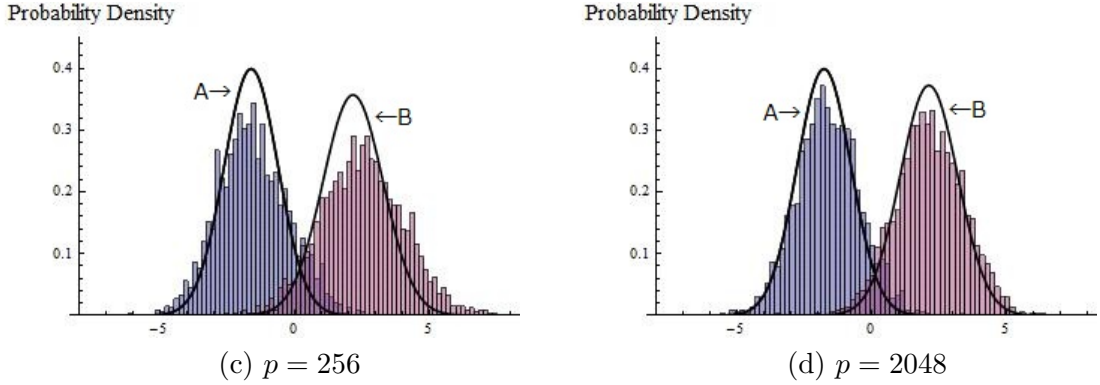 Probability Density
0.4
0.3
0.2
0.1
−5
0
5
A→
←B
(c) p = 256
Probability Density
0.4
0.3
0.2
0.1
−5
0
5
A→
←B
(d) p = 2048